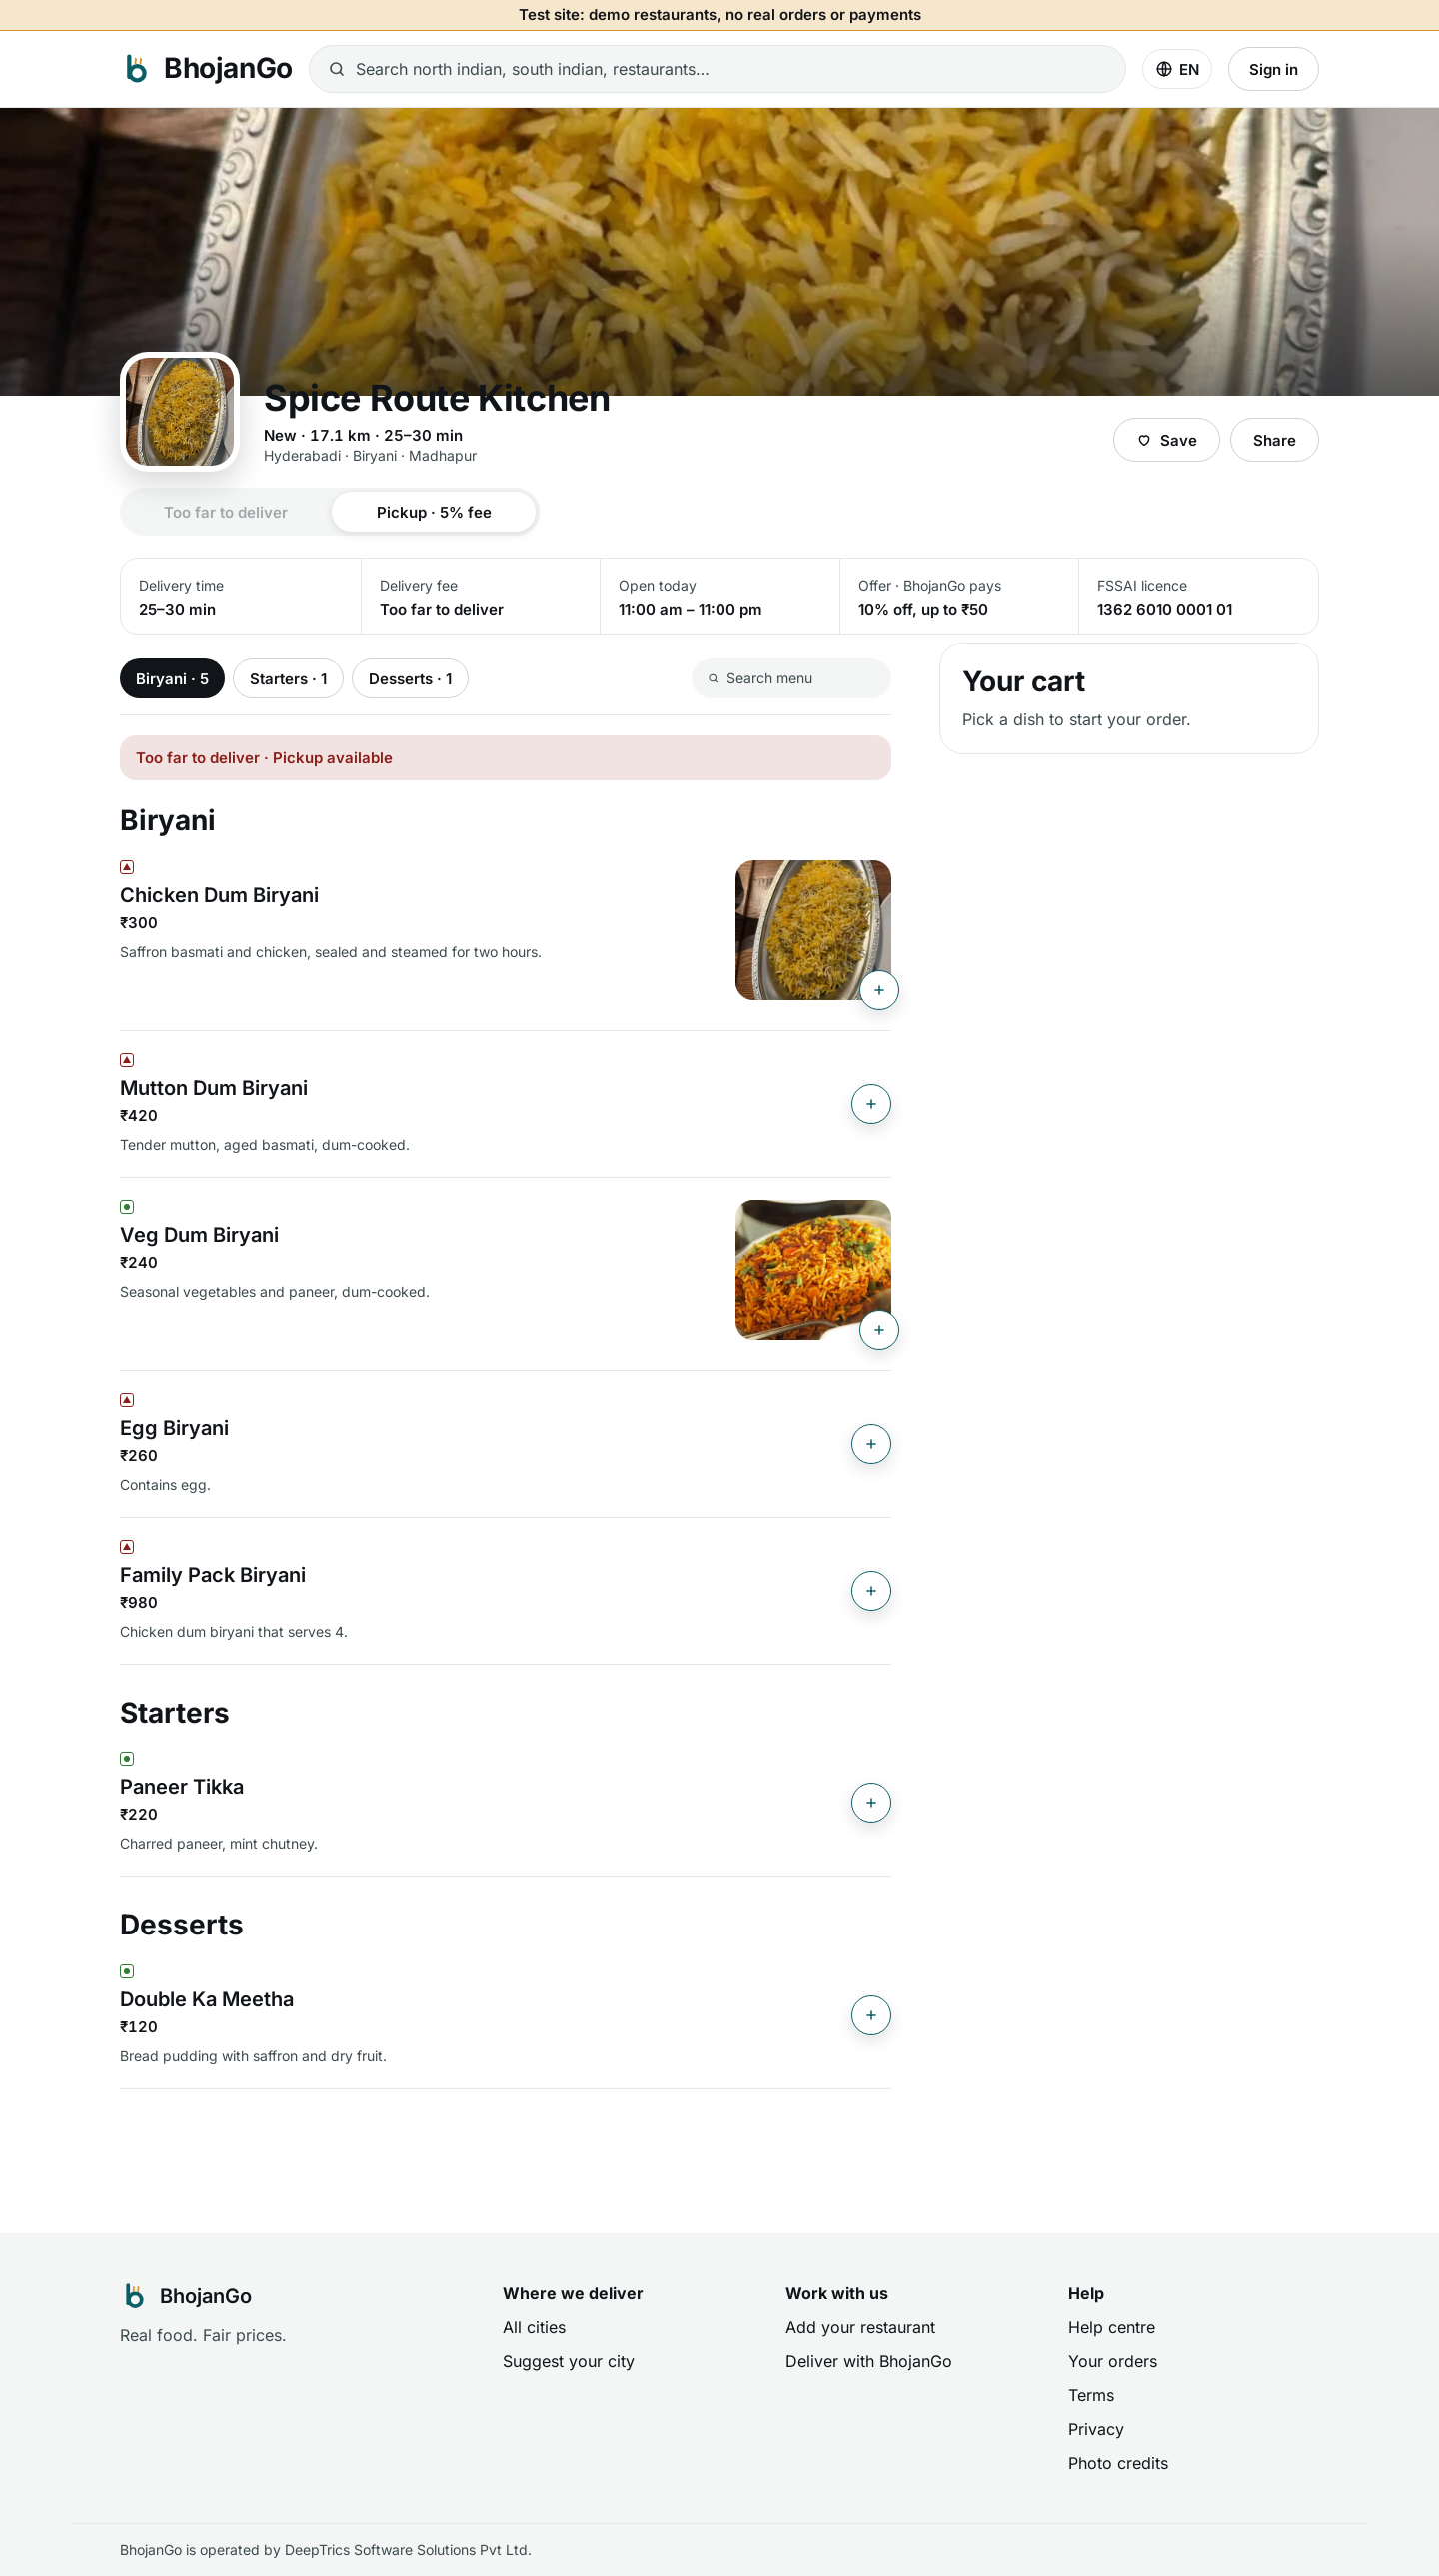 Test site: demo restaurants, no real orders or payments
BhojanGo
Search north indian, south indian, restaurants...
EN
Sign in
Spice Route Kitchen
New · 17.1 km · 25–30 min
Hyderabadi · Biryani · Madhapur
Save
Share
Too far to deliver
Pickup · 5% fee
Delivery time
25–30 min
Delivery fee
Too far to deliver
Open today
11:00 am – 11:00 pm
Offer · BhojanGo pays
10% off, up to ₹50
FSSAI licence
1362 6010 0001 01
Biryani · 5
Starters · 1
Desserts · 1
Search menu
Your cart
Pick a dish to start your order.
Too far to deliver · Pickup available
Biryani
Chicken Dum Biryani
₹300
Saffron basmati and chicken, sealed and steamed for two hours.
Mutton Dum Biryani
₹420
Tender mutton, aged basmati, dum-cooked.
Veg Dum Biryani
₹240
Seasonal vegetables and paneer, dum-cooked.
Egg Biryani
₹260
Contains egg.
Family Pack Biryani
₹980
Chicken dum biryani that serves 4.
Starters
Paneer Tikka
₹220
Charred paneer, mint chutney.
Desserts
Double Ka Meetha
₹120
Bread pudding with saffron and dry fruit.
BhojanGo
Real food. Fair prices.
Where we deliver
All cities
Suggest your city
Work with us
Add your restaurant
Deliver with BhojanGo
Help
Help centre
Your orders
Terms
Privacy
Photo credits
BhojanGo is operated by DeepTrics Software Solutions Pvt Ltd.